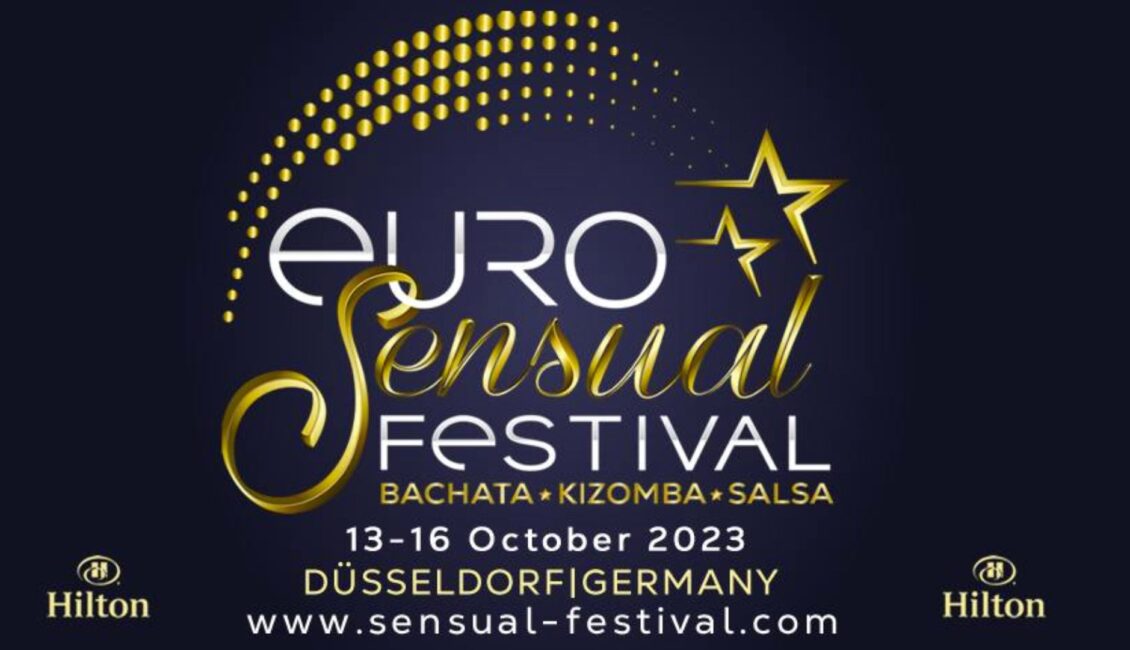 euro
Sensual
FeSTIVAL
BACHATA ★ KIZOMBA ★ SALSA
13-16 October 2023
DÜSSELDORF|GERMANY
www.sensual-festival.com
Hilton
Hilton